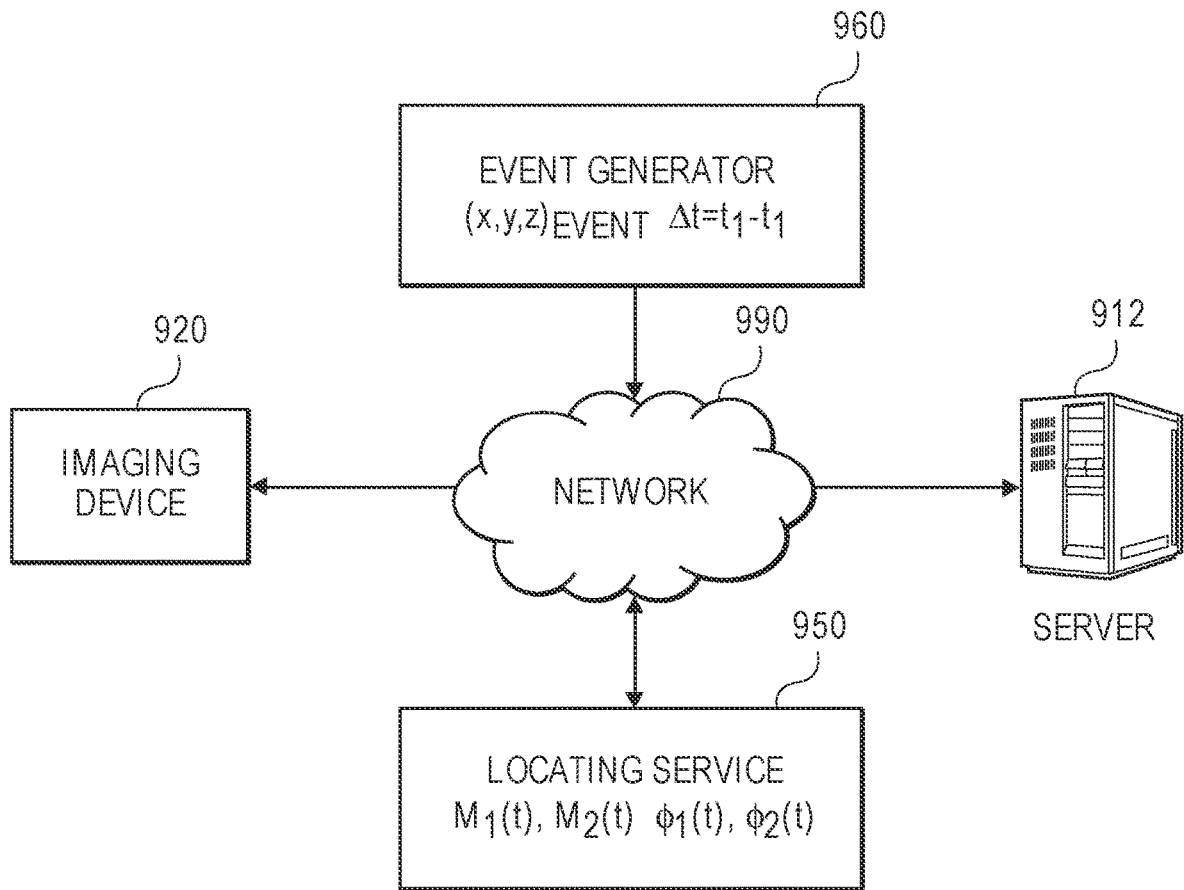 960
EVENT GENERATOR
(x,y,z)EVENT Δt=t1-t1
920
990
912
IMAGING
DEVICE
NETWORK
SERVER
950
LOCATING SERVICE
M1(t), M2(t) ϕ1(t), ϕ2(t)